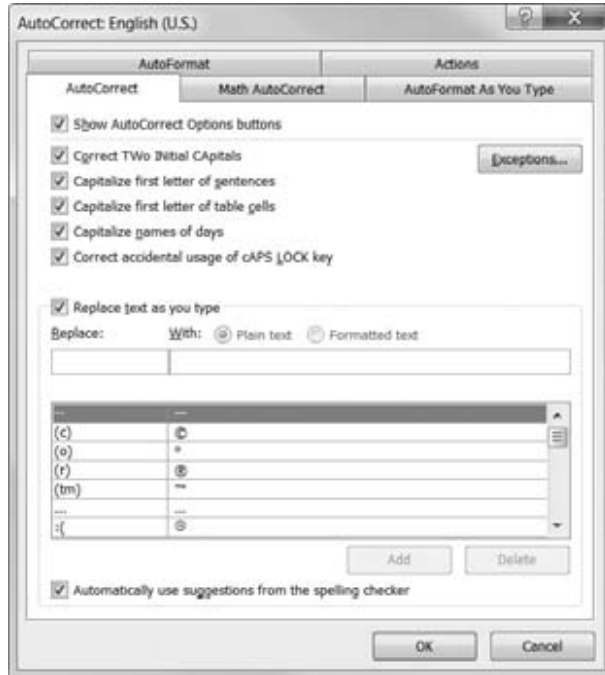 AutoCorrect: English (U.S.)
AutoFormat Actions
AutoCorrect Math AutoCorrect AutoFormat As You Type
Show AutoCorrect Options buttons
Correct TWo INitial CApitals Exceptions...
Capitalize first letter of sentences
Capitalize first letter of table cells
Capitalize names of days
Correct accidental usage of cAPS LOCK key
Replace text as you type
Replace: With: Plain text Formatted text
-- —
(c) ©
(o) °
(r) ®
(tm) ™
... ...
:( ☹
Add Delete
Automatically use suggestions from the spelling checker
OK Cancel